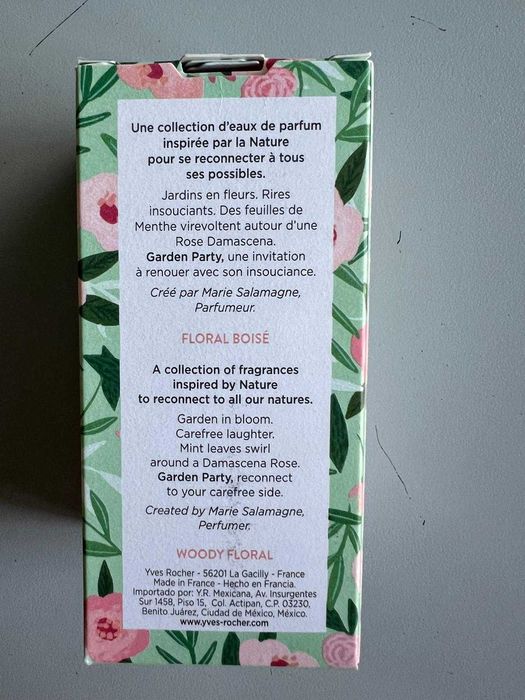 Une collection d'eaux de parfum
inspirée par la Nature
pour se reconnecter à tous
ses possibles.
Jardins en fleurs. Rires
insouciants. Des feuilles de
Menthe virevoltent autour d'une
Rose Damascena.
Garden Party, une invitation
à renouer avec son insouciance.
Créé par Marie Salamagne,
Parfumeur.
FLORAL BOISÉ
A collection of fragrances
inspired by Nature
to reconnect to all our natures.
Garden in bloom.
Carefree laughter.
Mint leaves swirl
around a Damascena Rose.
Garden Party, reconnect
to your carefree side.
Created by Marie Salamagne,
Perfumer.
WOODY FLORAL
Yves Rocher - 56201 La Gacilly - France
Made in France - Hecho en Francia.
Importado por: Y.R. Mexicana, Av. Insurgentes
Sur 1458, Piso 15, Col. Actipan, C.P. 03230,
Benito Juárez, Ciudad de México, México.
www.yves-rocher.com